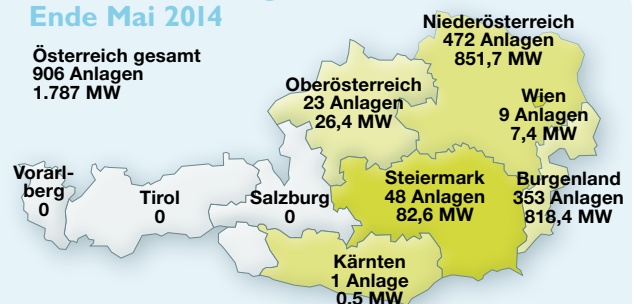 Ende Mai 2014
Österreich gesamt
906 Anlagen
1.787 MW
Niederösterreich
472 Anlagen
851,7 MW
Oberösterreich
23 Anlagen
26,4 MW
Wien
9 Anlagen
7,4 MW
Vorarl-
berg
0
Tirol
0
Salzburg
0
Steiermark
48 Anlagen
82,6 MW
Burgenland
353 Anlagen
818,4 MW
Kärnten
1 Anlage
0,5 MW